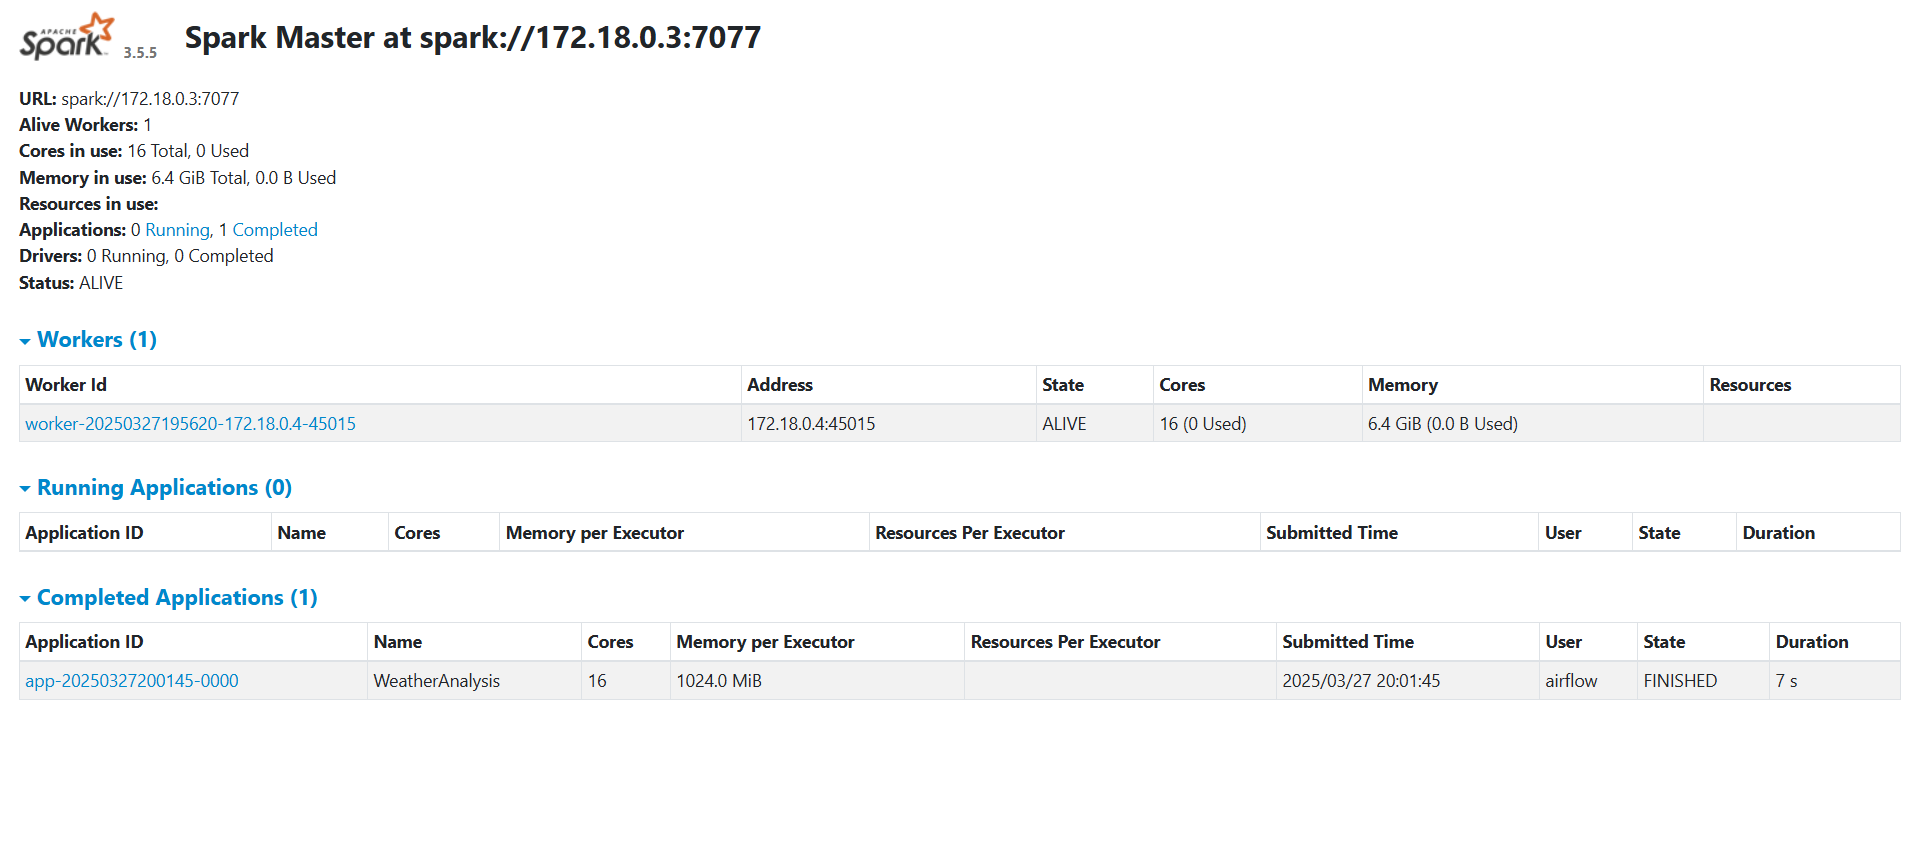 APACHE
Spark 3.5.5 Spark Master at spark://172.18.0.3:7077
URL: spark://172.18.0.3:7077
Alive Workers: 1
Cores in use: 16 Total, 0 Used
Memory in use: 6.4 GiB Total, 0.0 B Used
Resources in use:
Applications: 0 Running, 1 Completed
Drivers: 0 Running, 0 Completed
Status: ALIVE
Workers (1)
Worker Id Address State Cores Memory Resources
worker-20250327195620-172.18.0.4-45015 172.18.0.4:45015 ALIVE 16 (0 Used) 6.4 GiB (0.0 B Used)
Running Applications (0)
Application ID Name Cores Memory per Executor Resources Per Executor Submitted Time User State Duration
Completed Applications (1)
Application ID Name Cores Memory per Executor Resources Per Executor Submitted Time User State Duration
app-20250327200145-0000 WeatherAnalysis 16 1024.0 MiB 2025/03/27 20:01:45 airflow FINISHED 7 s